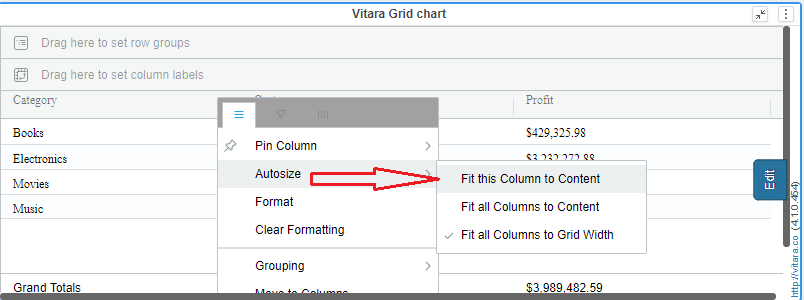 Vitara Grid chart
Drag here to set row groups
Drag here to set column labels
Category
Profit
Books
$429,325.98
Electronics
$3,232,272.88
Movies
Music
Grand Totals
$3,989,482.59
Pin Column
Autosize
Format
Clear Formatting
Grouping
Move to Columns
Fit this Column to Content
Fit all Columns to Content
Fit all Columns to Grid Width
Edit
http://vitara.co (4.1.0.454)